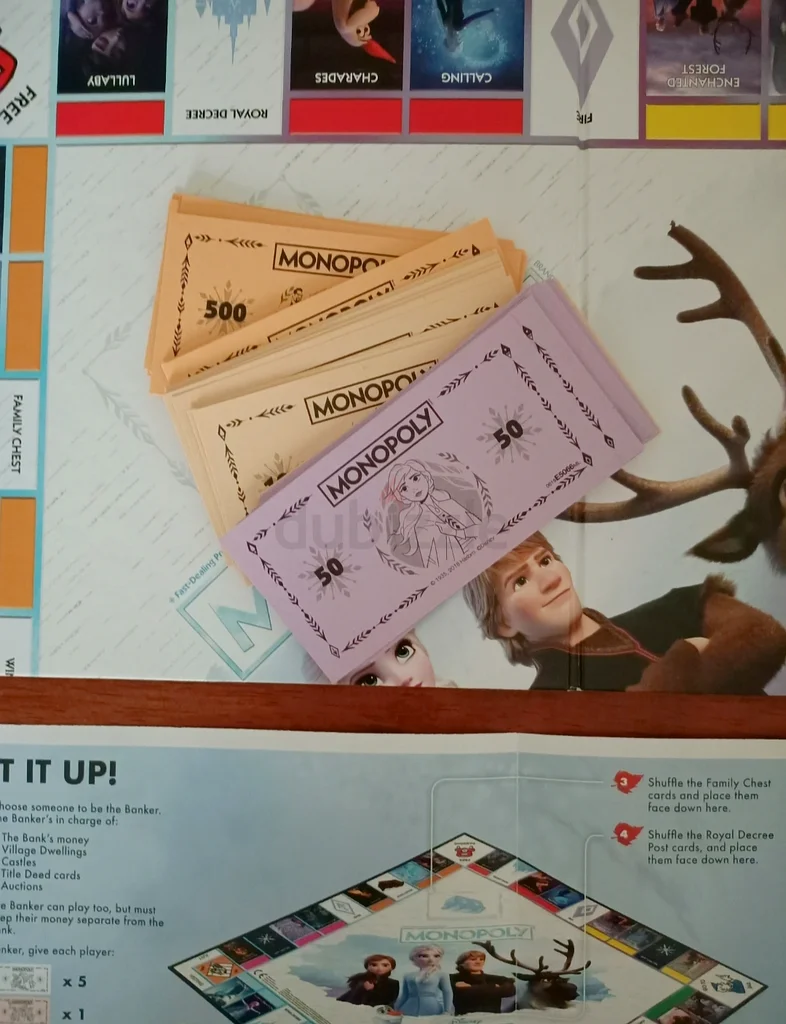 LULLABY
ROYAL DECREE
CHARADES
CALLING
FIRE
ENCHANTED
FOREST
FREE
FAMILY CHEST
MONOPOLY
500
MONOPOLY
MONOPOLY
50
50
dubizzle
T IT UP!
hoose someone to be the Banker.
he Banker's in charge of:
The Bank's money
Village Dwellings
Castles
Title Deed cards
Auctions
e Banker can play too, but must
ep their money separate from the
nk.
nker, give each player:
x 5
x 1
3 Shuffle the Family Chest
cards and place them
face down here.
4 Shuffle the Royal Decree
Post cards, and place
them face down here.
MONOPOLY